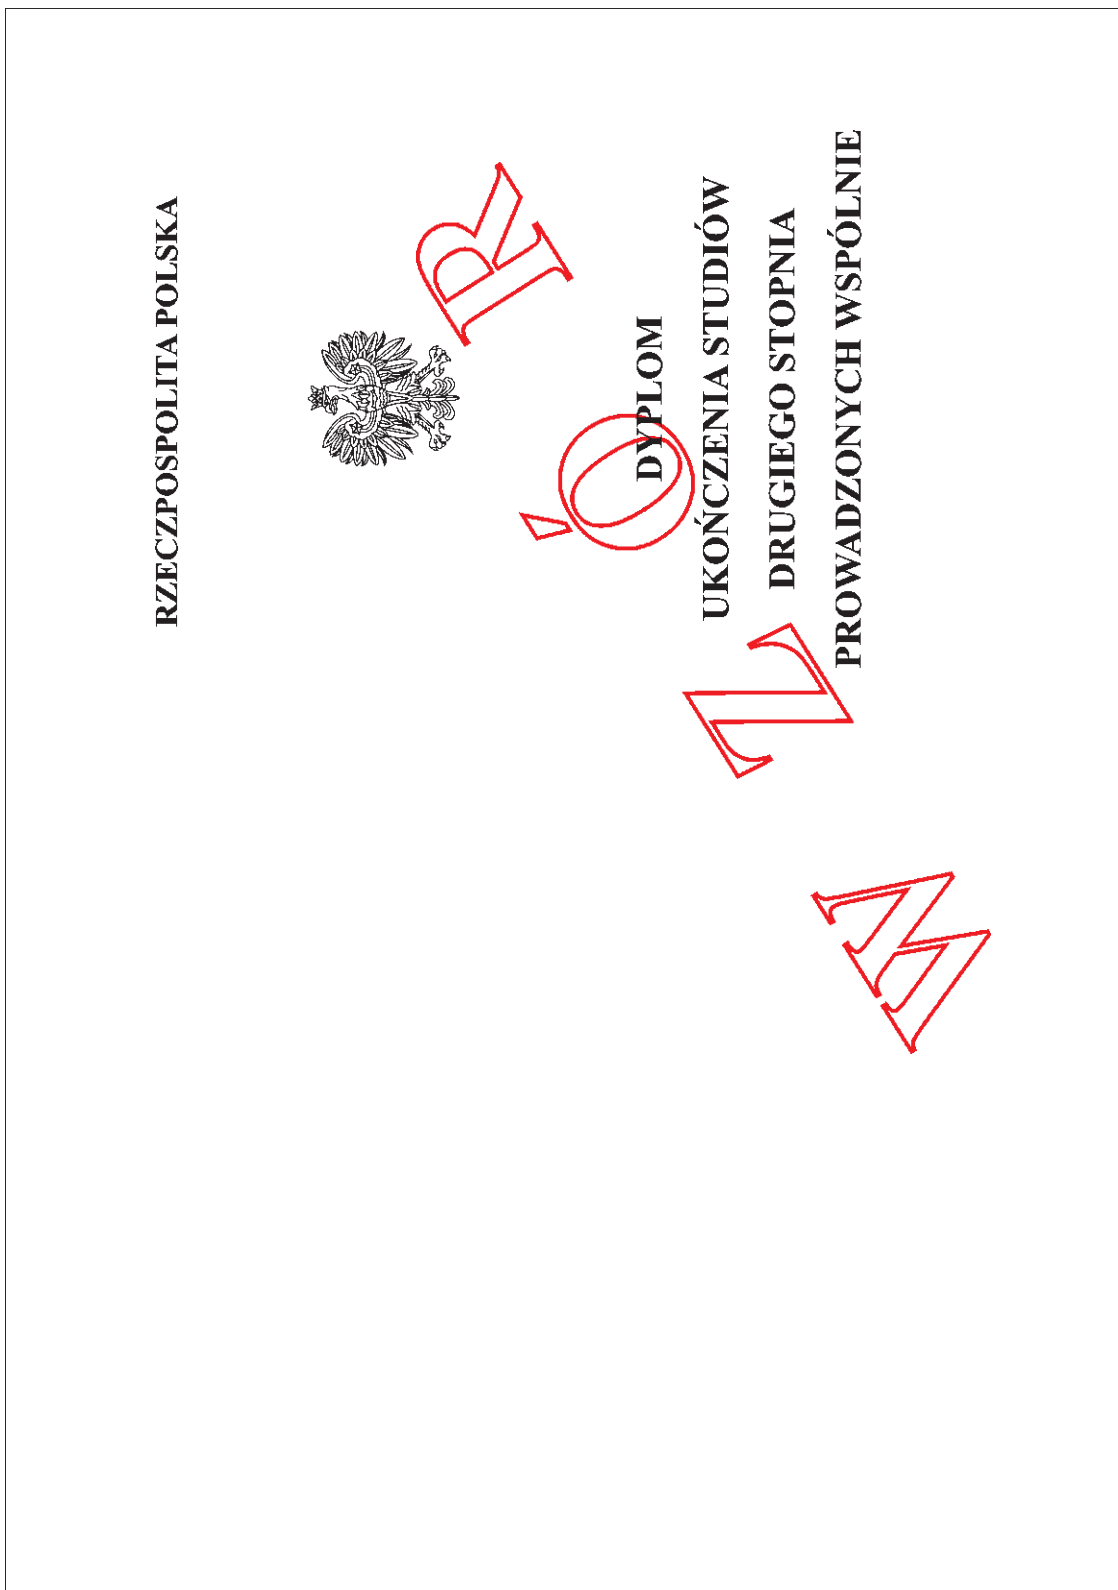 RZECZPOSPOLITA POLSKA
DYPLOM
UKOŃCZENIA STUDIÓW
DRUGIEGO STOPNIA
PROWADZONYCH WSPÓLNIE
WZÓR